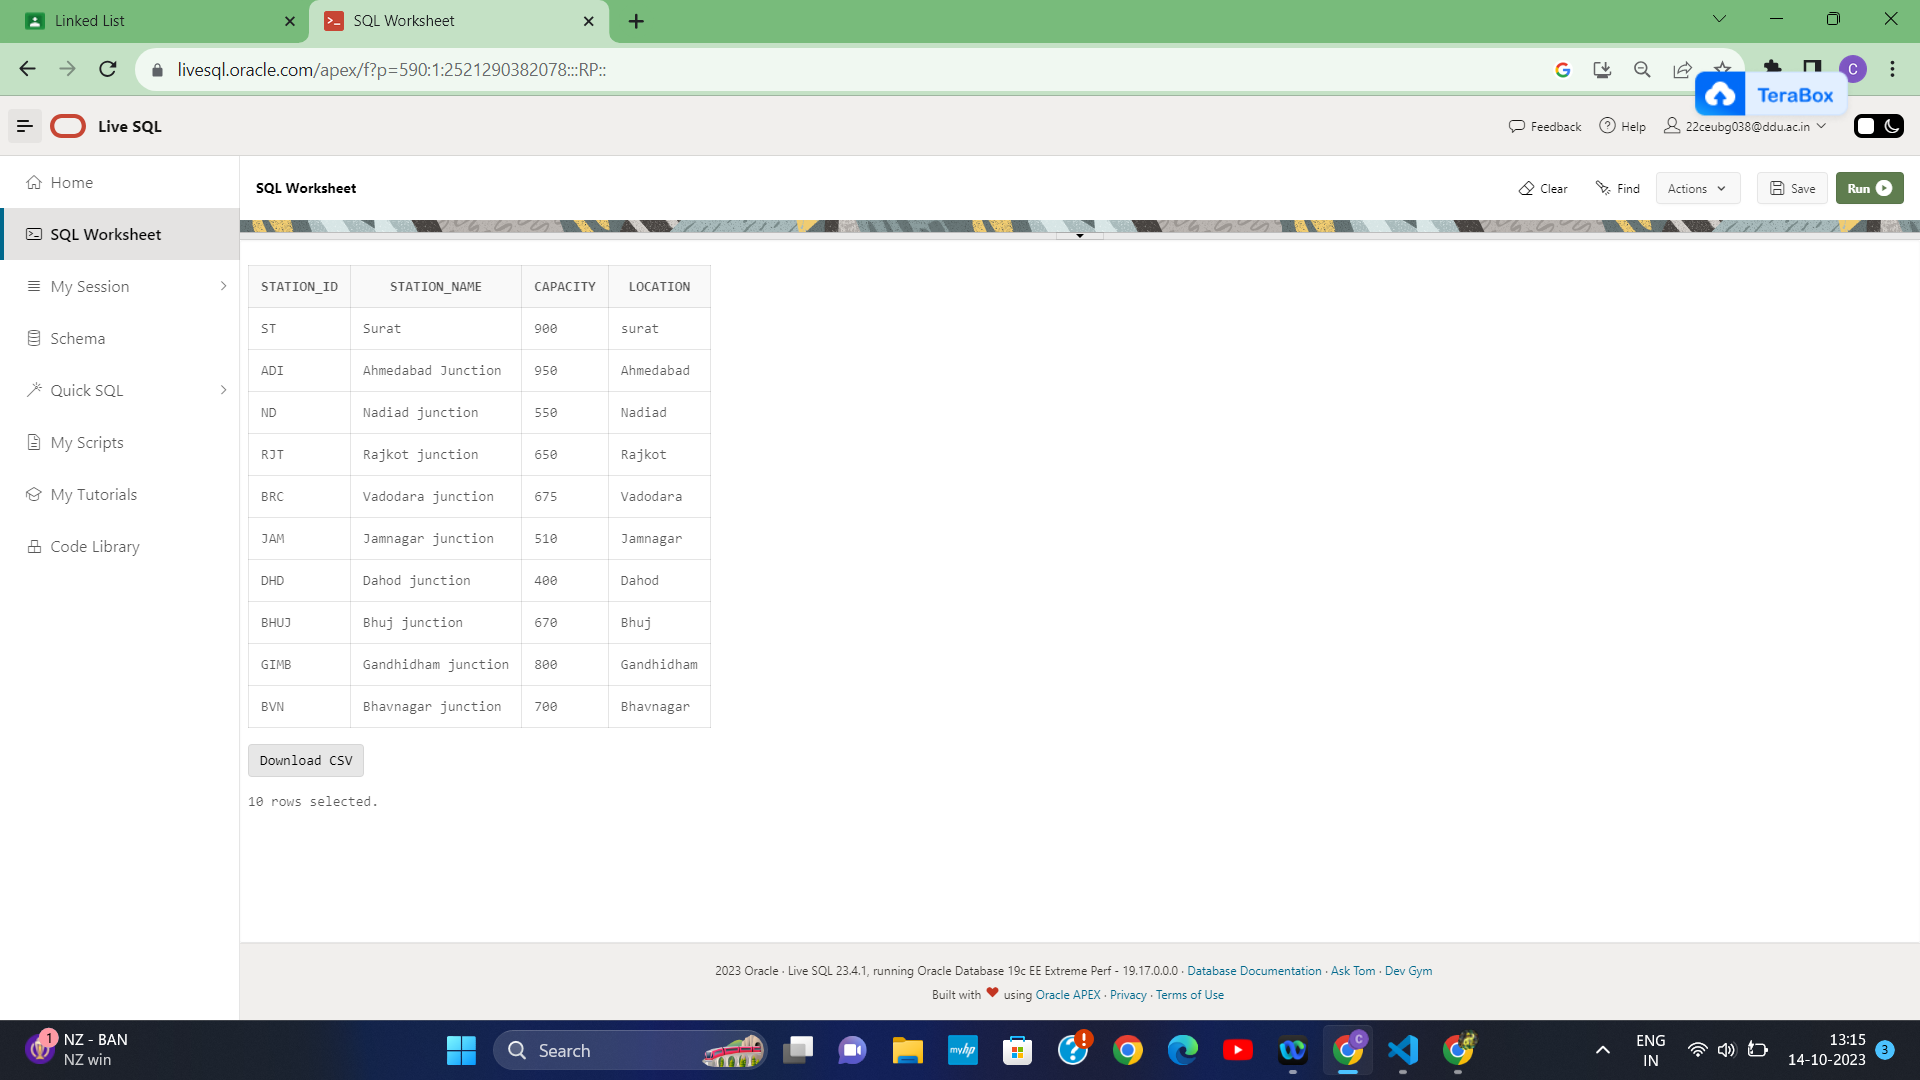 Linked List
SQL Worksheet
livesql.oracle.com/apex/f?p=590:1:2521290382078:::RP::
C
TeraBox
Live SQL
Feedback
Help
22ceubg038@ddu.ac.in
Home
SQL Worksheet
Clear
Find
Actions
Save
Run
SQL Worksheet
My Session
Schema
Quick SQL
My Scripts
My Tutorials
Code Library
STATION_ID STATION_NAME CAPACITY LOCATION
ST Surat 900 surat
ADI Ahmedabad Junction 950 Ahmedabad
ND Nadiad junction 550 Nadiad
RJT Rajkot junction 650 Rajkot
BRC Vadodara junction 675 Vadodara
JAM Jamnagar junction 510 Jamnagar
DHD Dahod junction 400 Dahod
BHUJ Bhuj junction 670 Bhuj
GIMB Gandhidham junction 800 Gandhidham
BVN Bhavnagar junction 700 Bhavnagar
Download CSV
10 rows selected.
2023 Oracle · Live SQL 23.4.1, running Oracle Database 19c EE Extreme Perf - 19.17.0.0.0 · Database Documentation · Ask Tom · Dev Gym
Built with ♥ using Oracle APEX · Privacy · Terms of Use
1
NZ - BAN
NZ win
Search
myhp
C
ENG
IN
13:15
14-10-2023
3